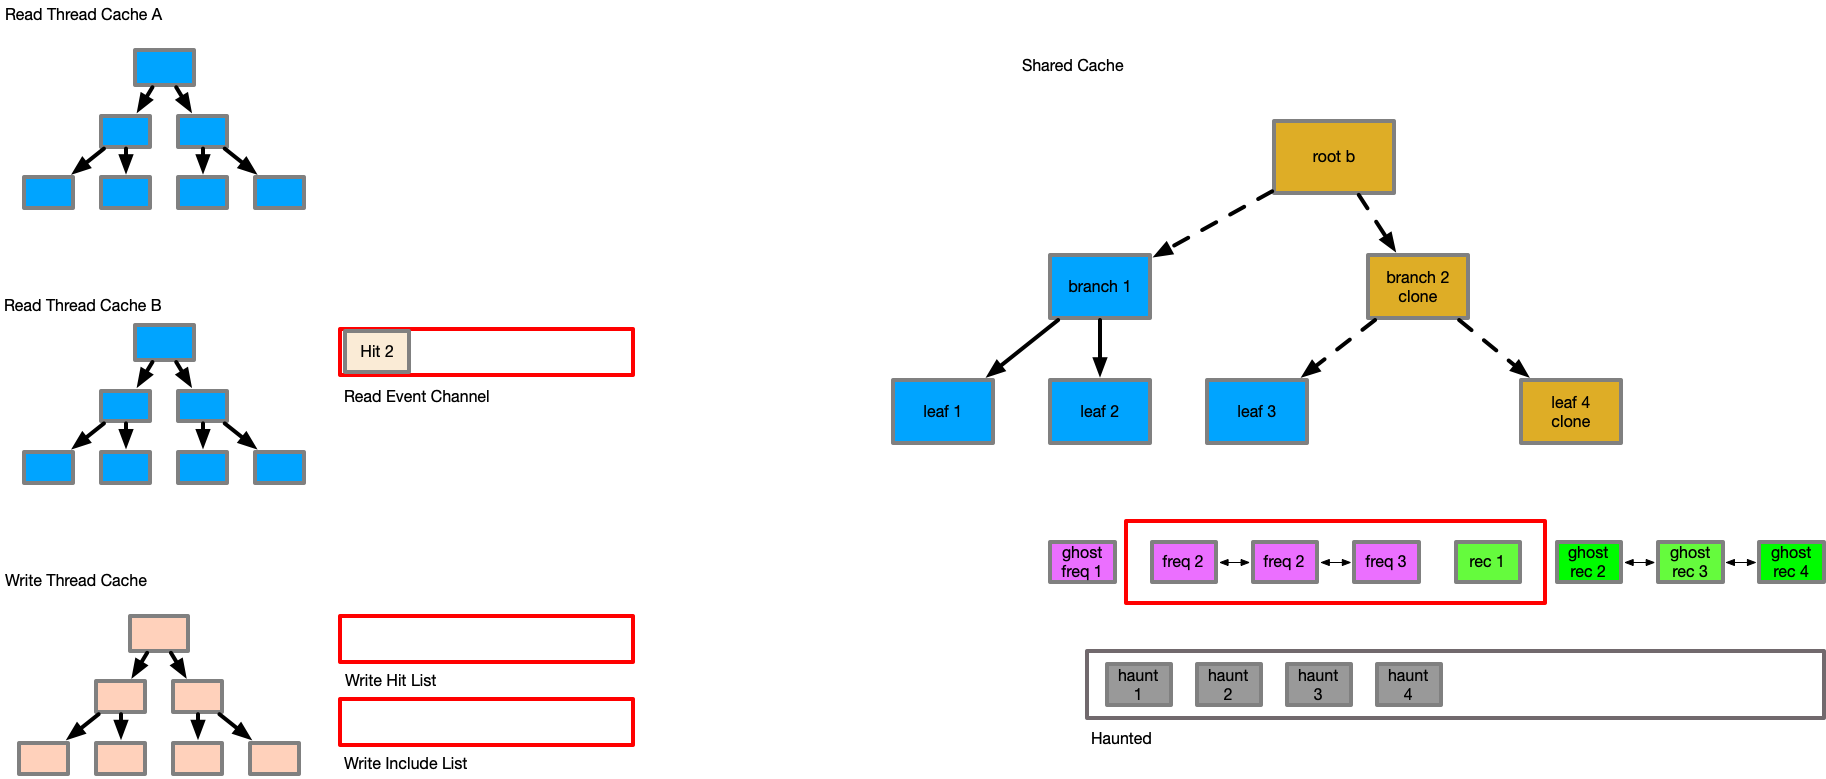 Read Thread Cache A
Shared Cache
root b
branch 1
branch 2
clone
leaf 1
leaf 2
leaf 3
leaf 4
clone
Read Thread Cache B
Hit 2
Read Event Channel
ghost
freq 1
freq 2
freq 2
freq 3
rec 1
ghost
rec 2
ghost
rec 3
ghost
rec 4
Write Thread Cache
Write Hit List
Write Include List
haunt
1
haunt
2
haunt
3
haunt
4
Haunted